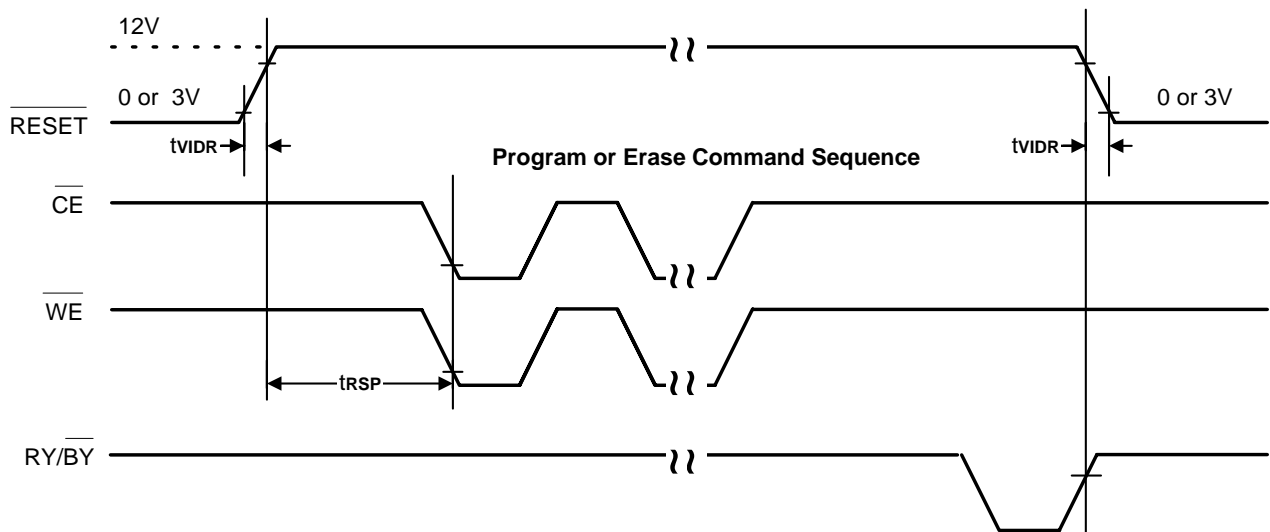 12V
0 or 3V
0 or 3V
RESET
tVIDR
tVIDR
Program or Erase Command Sequence
CE
WE
tRSP
RY/BY